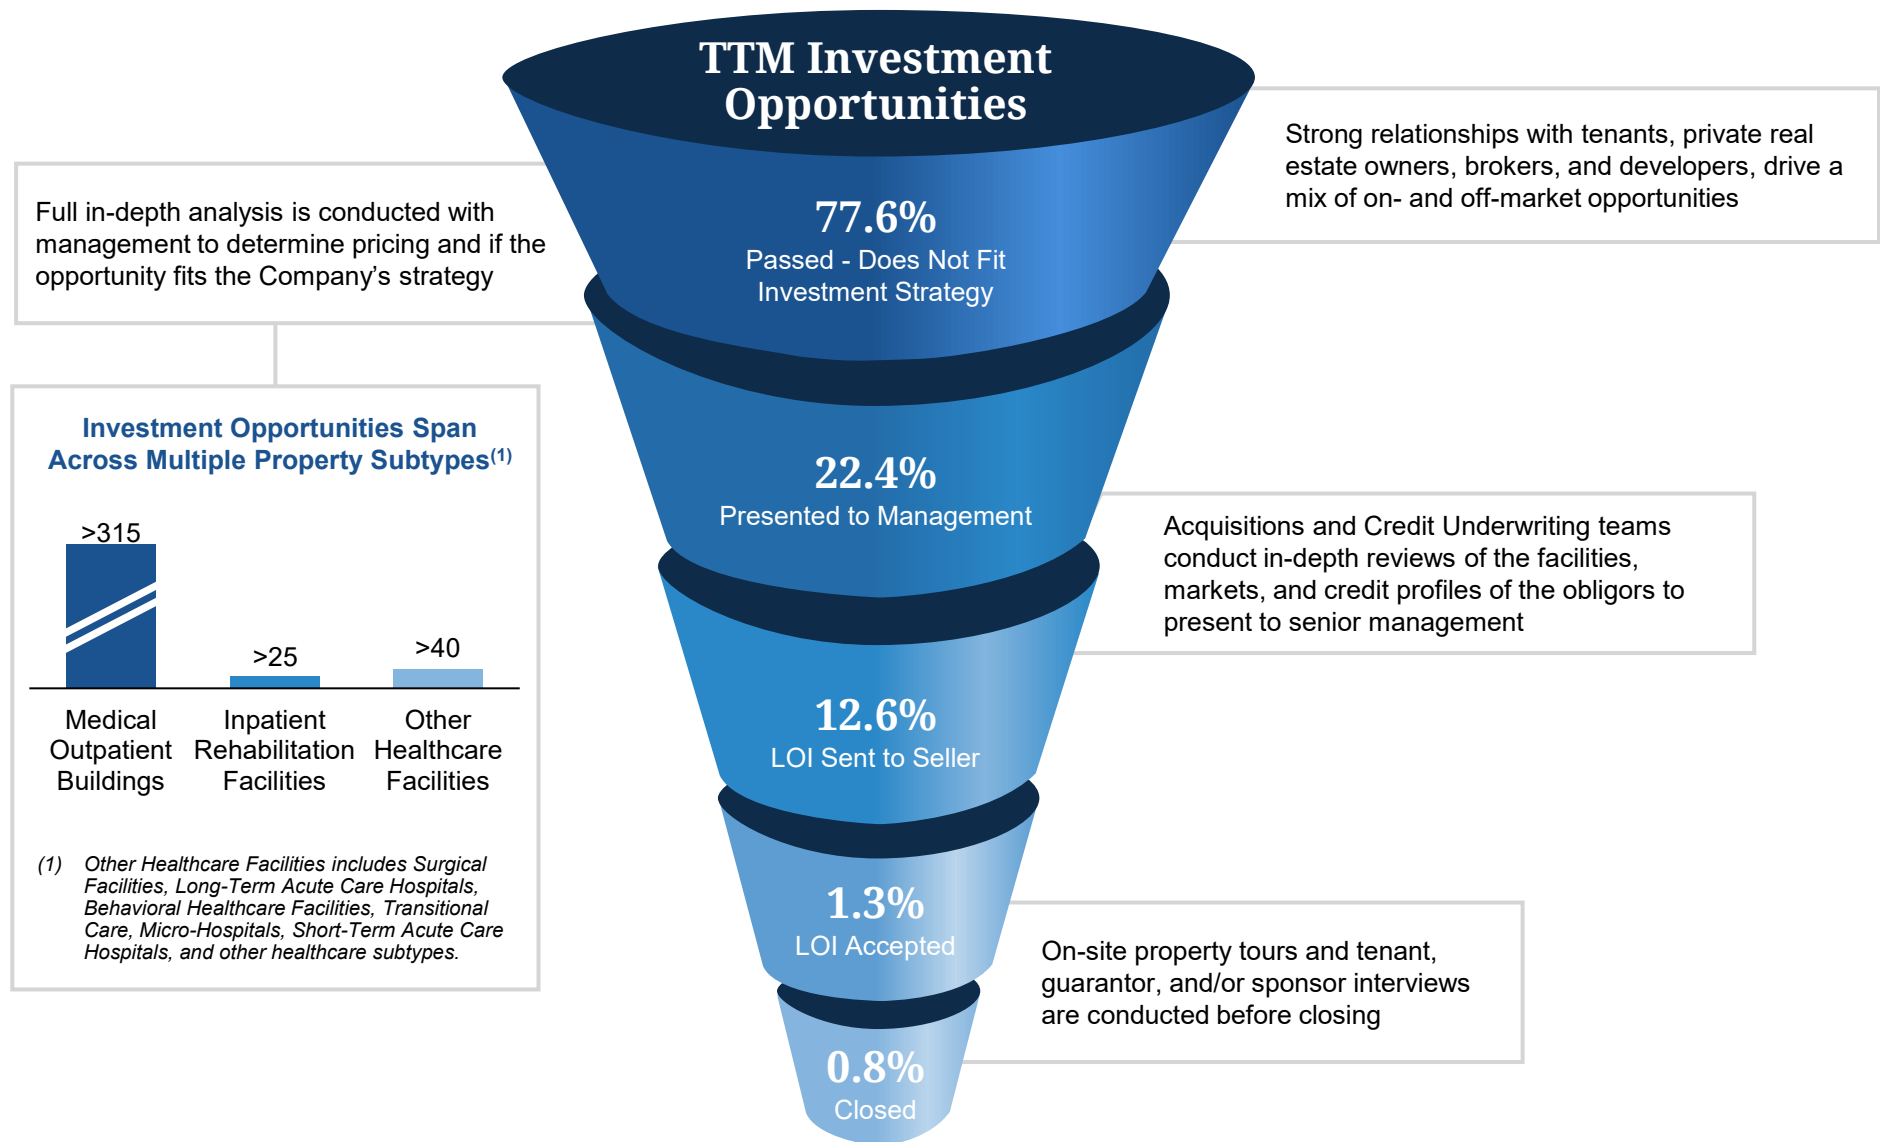 TTM Investment
Opportunities
77.6%
Passed - Does Not Fit
Investment Strategy
22.4%
Presented to Management
12.6%
LOI Sent to Seller
1.3%
LOI Accepted
0.8%
Closed
Strong relationships with tenants, private real
estate owners, brokers, and developers, drive a
mix of on- and off-market opportunities
Full in-depth analysis is conducted with
management to determine pricing and if the
opportunity fits the Company’s strategy
Investment Opportunities Span
Across Multiple Property Subtypes(1)
>315
>25
>40
Medical
Outpatient
Buildings
Inpatient
Rehabilitation
Facilities
Other
Healthcare
Facilities
(1) Other Healthcare Facilities includes Surgical
Facilities, Long-Term Acute Care Hospitals,
Behavioral Healthcare Facilities, Transitional
Care, Micro-Hospitals, Short-Term Acute Care
Hospitals, and other healthcare subtypes.
Acquisitions and Credit Underwriting teams
conduct in-depth reviews of the facilities,
markets, and credit profiles of the obligors to
present to senior management
On-site property tours and tenant,
guarantor, and/or sponsor interviews
are conducted before closing